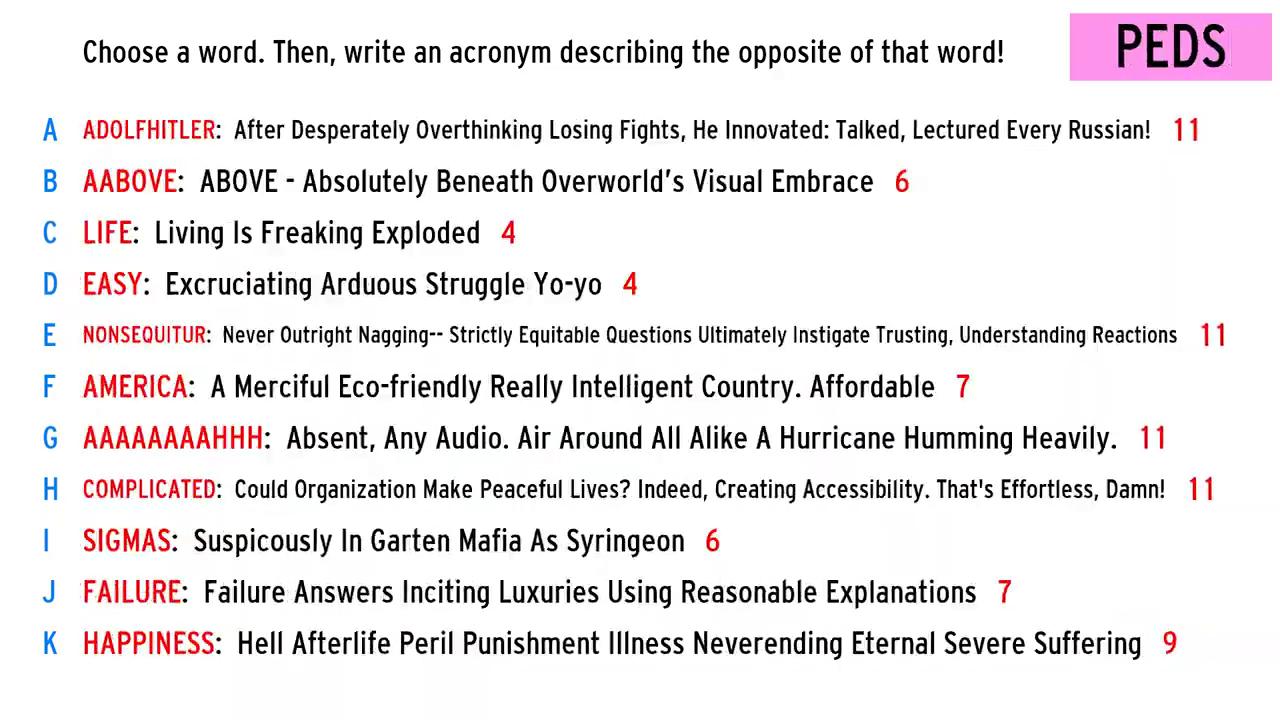 Choose a word. Then, write an acronym describing the opposite of that word!
PEDS
A ADOLFHITLER: After Desperately Overthinking Losing Fights, He Innovated: Talked, Lectured Every Russian! 11
B AABOVE: ABOVE - Absolutely Beneath Overworld's Visual Embrace 6
C LIFE: Living Is Freaking Exploded 4
D EASY: Excruciating Arduous Struggle Yo-yo 4
E NONSEQUITUR: Never Outright Nagging-- Strictly Equitable Questions Ultimately Instigate Trusting, Understanding Reactions 11
F AMERICA: A Merciful Eco-friendly Really Intelligent Country. Affordable 7
G AAAAAAAAHHH: Absent, Any Audio. Air Around All Alike A Hurricane Humming Heavily. 11
H COMPLICATED: Could Organization Make Peaceful Lives? Indeed, Creating Accessibility. That's Effortless, Damn! 11
I SIGMAS: Suspicously In Garten Mafia As Syringeon 6
J FAILURE: Failure Answers Inciting Luxuries Using Reasonable Explanations 7
K HAPPINESS: Hell Afterlife Peril Punishment Illness Neverending Eternal Severe Suffering 9